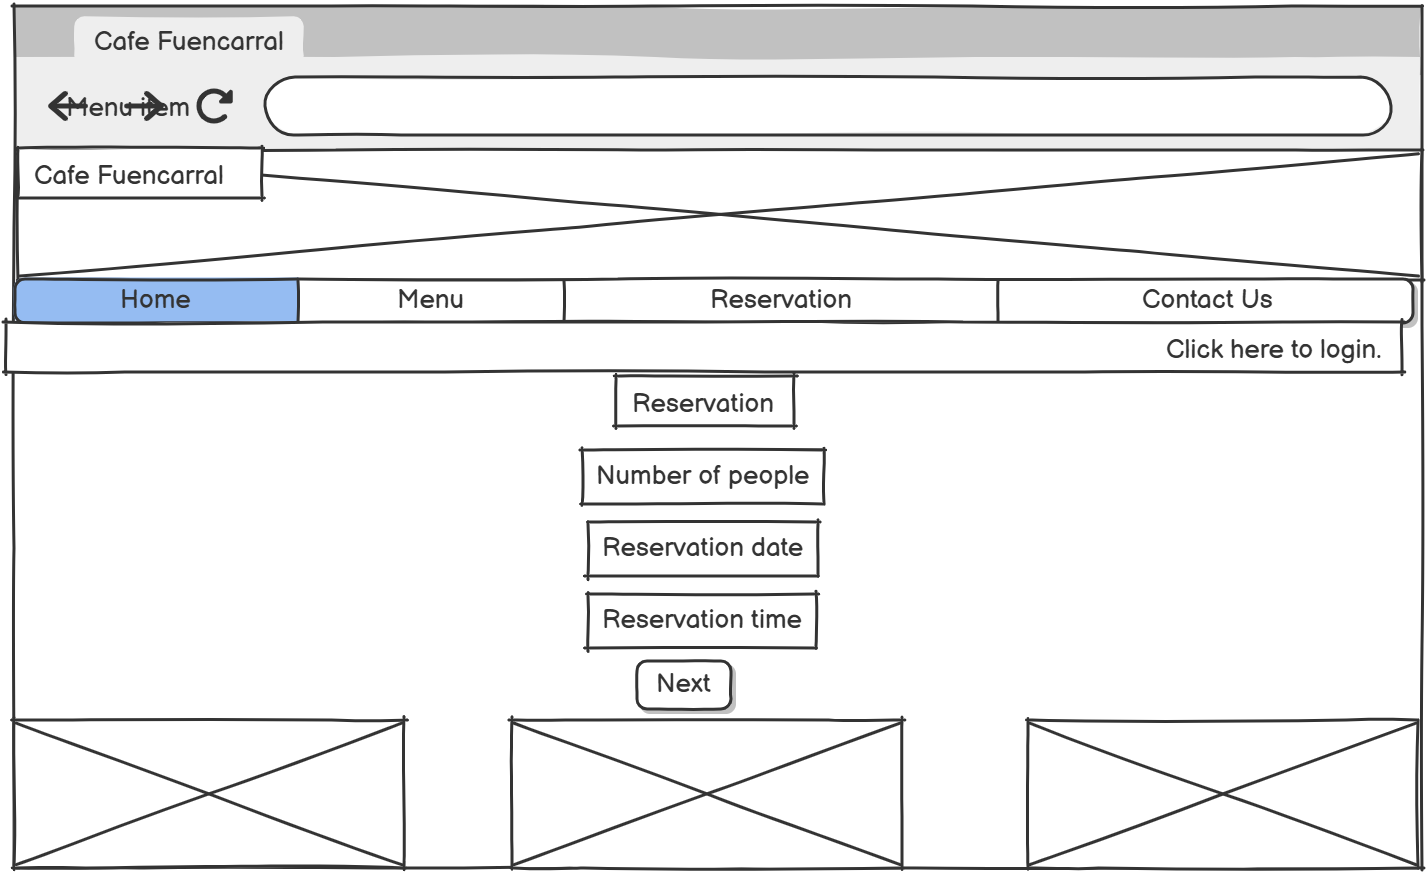 Cafe Fuencarral
Menu item
Cafe Fuencarral
Home Menu Reservation Contact Us
Click here to login.
Reservation
Number of people
Reservation date
Reservation time
Next